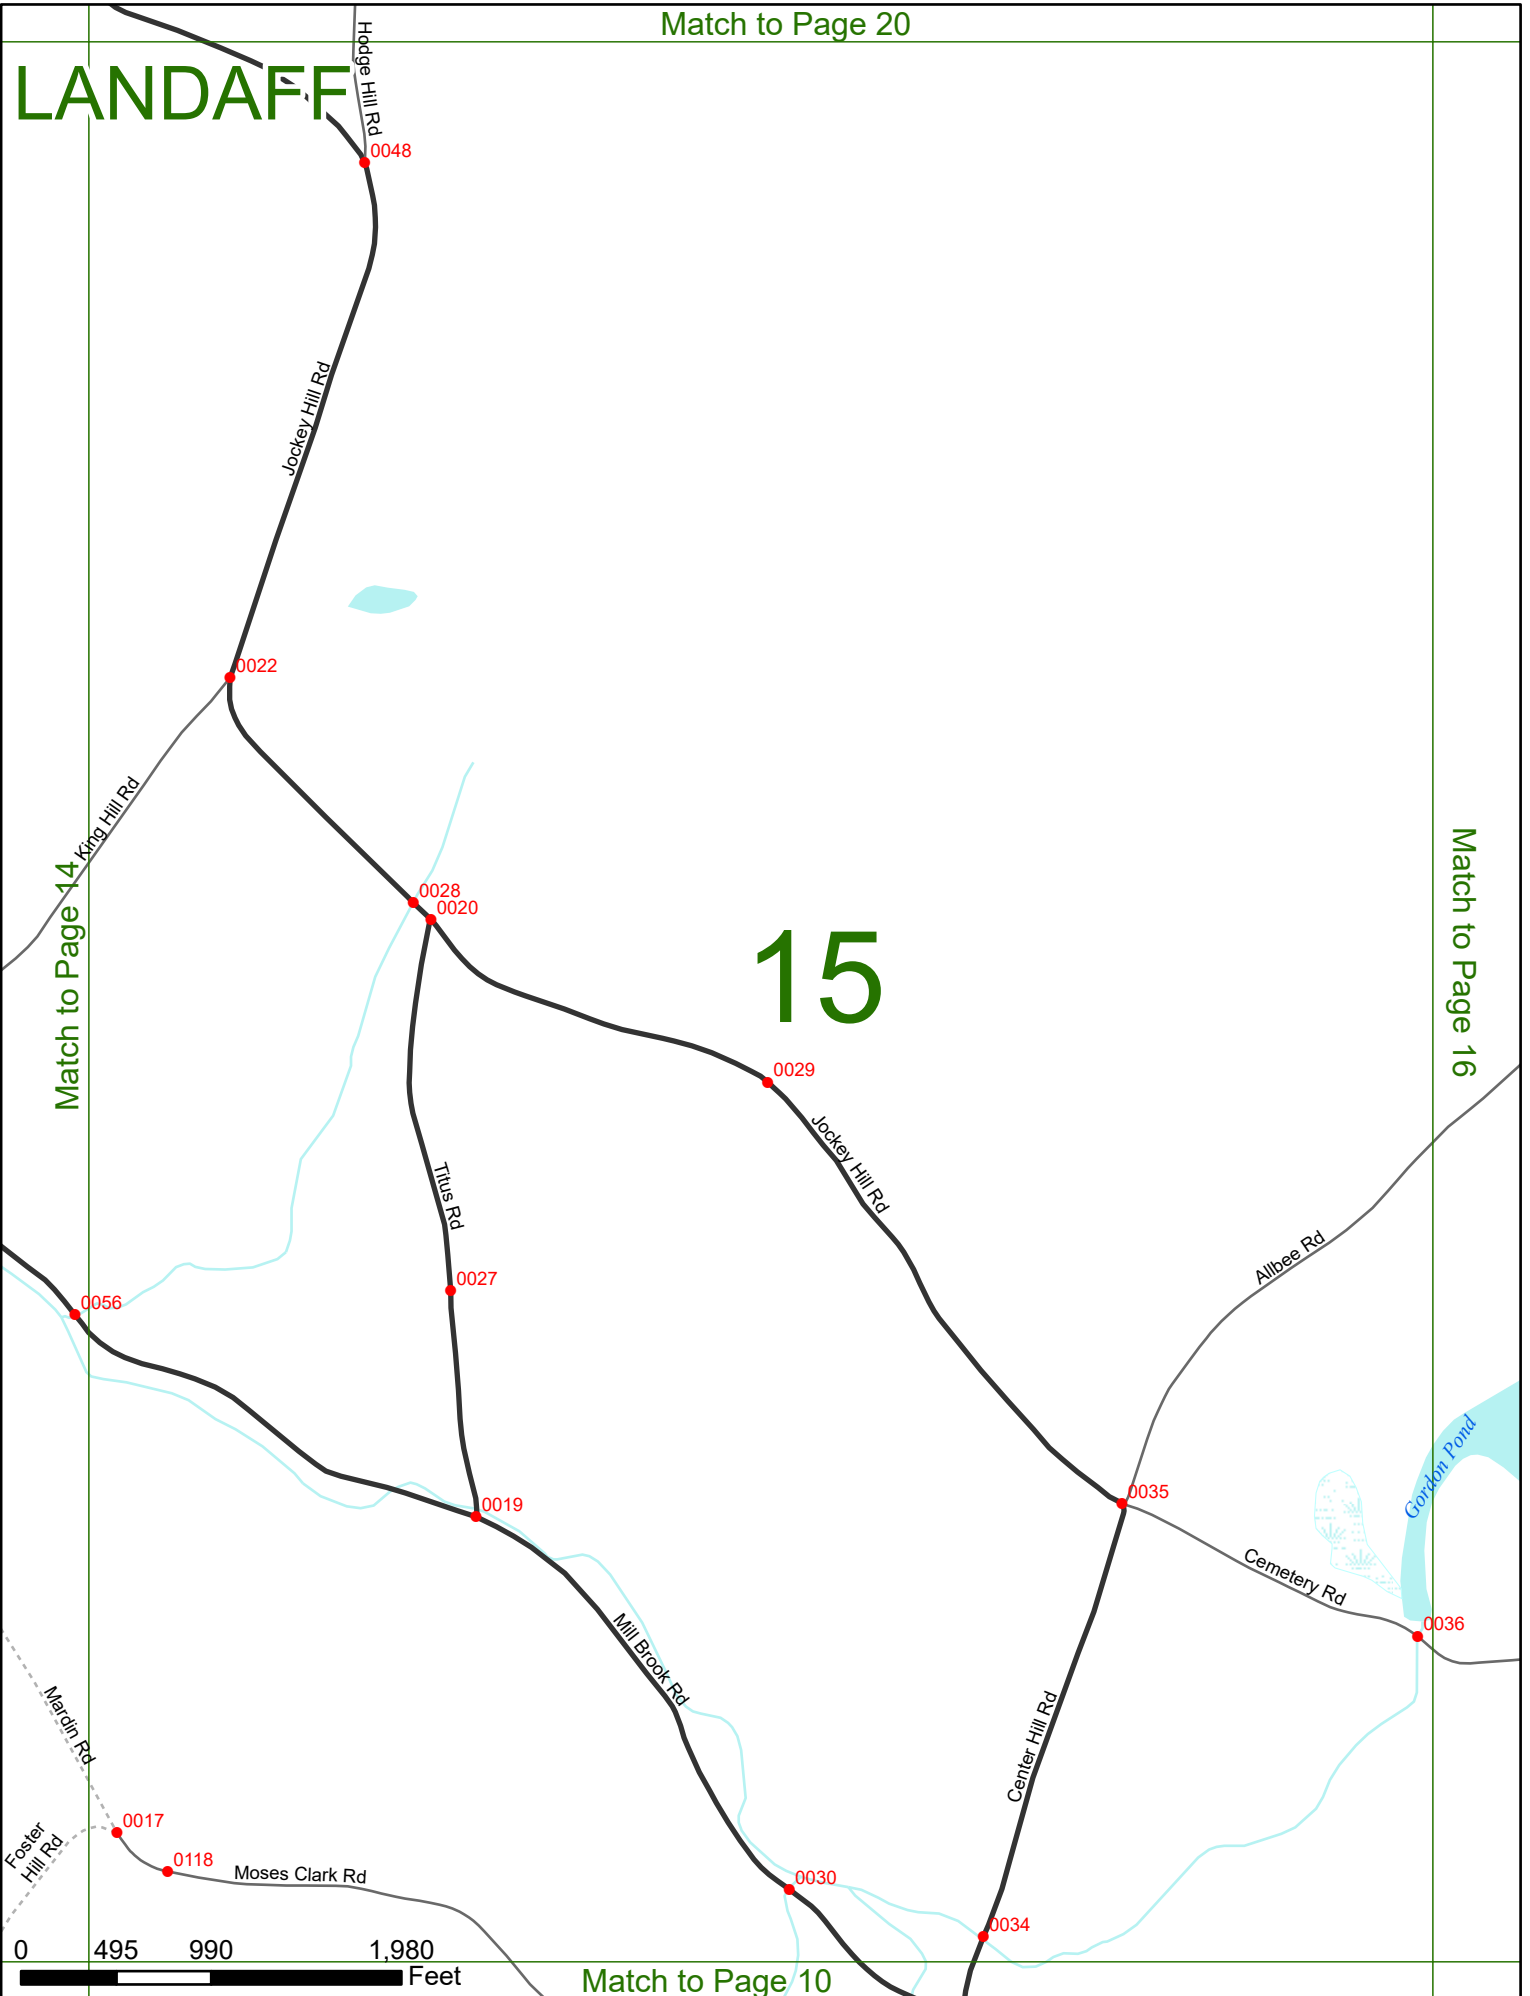 Match to Page 20
LANDAFF
Hodge Hill Rd
0048
Jockey Hill Rd
0022
King Hill Rd
Match to Page 14
0028
0020
15
Match to Page 16
0029
Jockey Hill Rd
Titus Rd
Allbee Rd
0027
0056
Gordon Pond
0019
0035
Cemetery Rd
0036
Mill Brook Rd
Mardin Rd
Center Hill Rd
0017
Foster
Hill Rd
0118
Moses Clark Rd
0030
0034
0 495 990 1,980
Feet
Match to Page 10